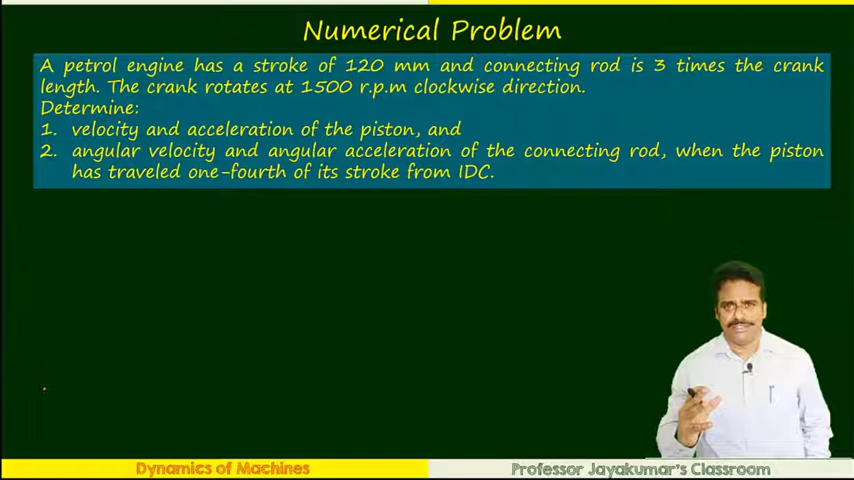 Numerical Problem
A petrol engine has a stroke of 120 mm and connecting rod is 3 times the crank
length. The crank rotates at 1500 r.p.m clockwise direction.
Determine:
1. velocity and acceleration of the piston, and
2. angular velocity and angular acceleration of the connecting rod, when the piston
has traveled one-fourth of its stroke from IDC.
Dynamics of Machines
Professor Jayakumar's Classroom